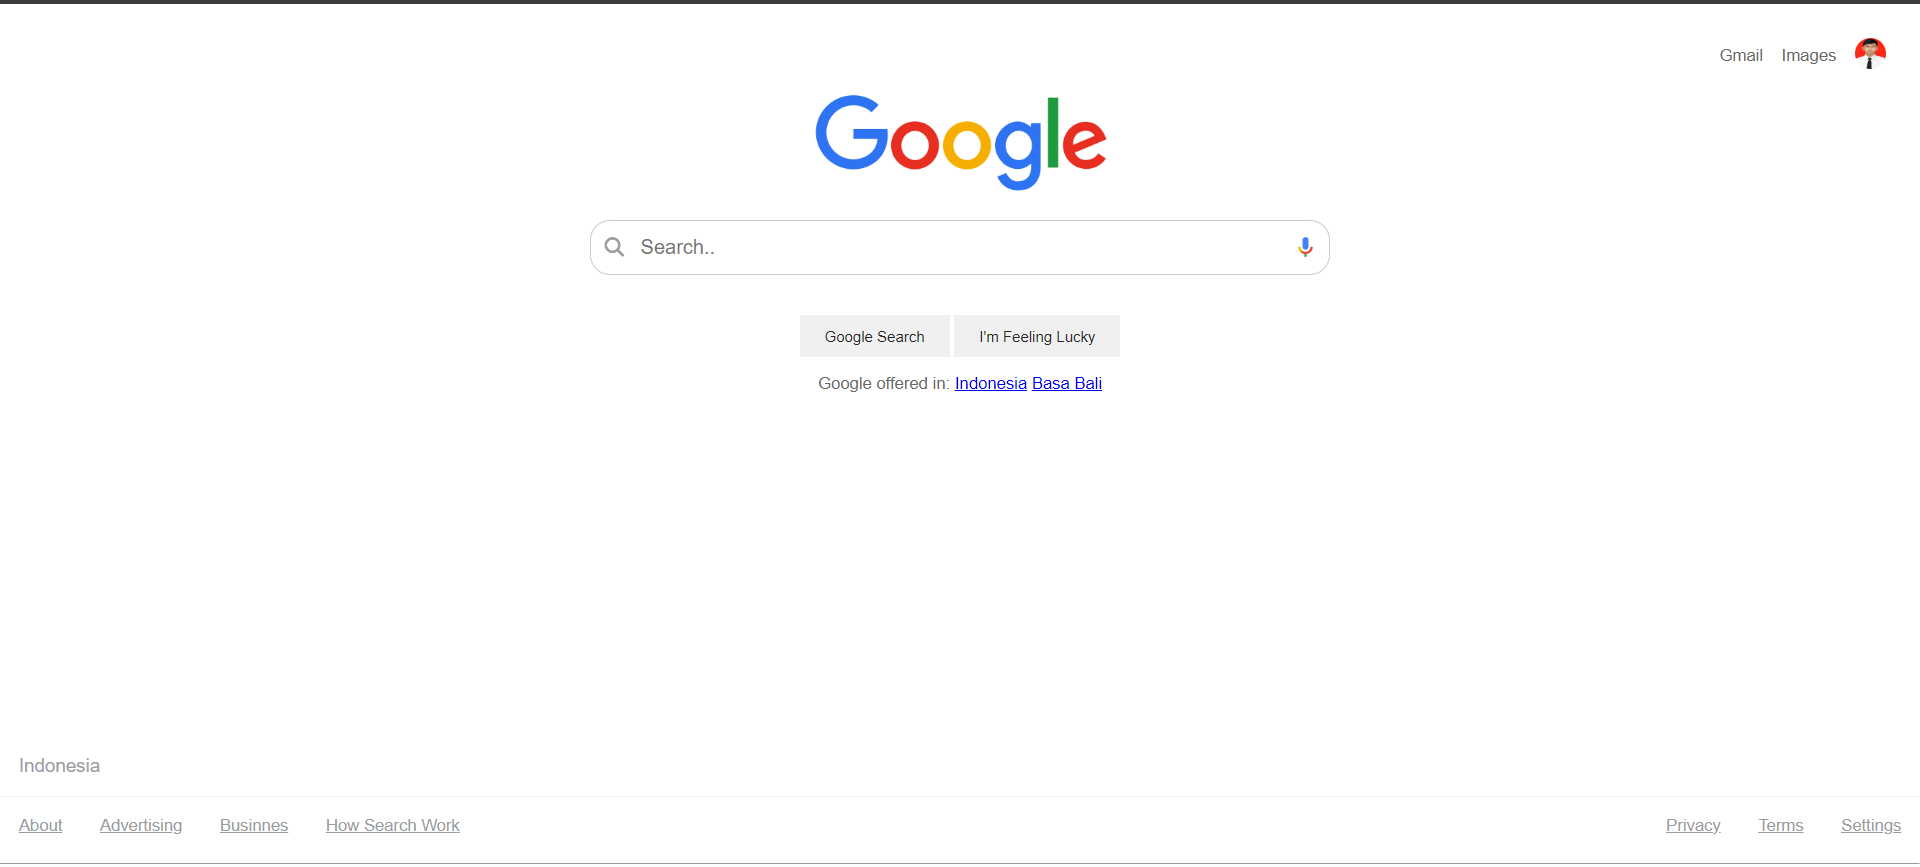 Gmail Images
Google
Search..
Google Search I'm Feeling Lucky
Google offered in: Indonesia Basa Bali
Indonesia
About Advertising Businnes How Search Work Privacy Terms Settings